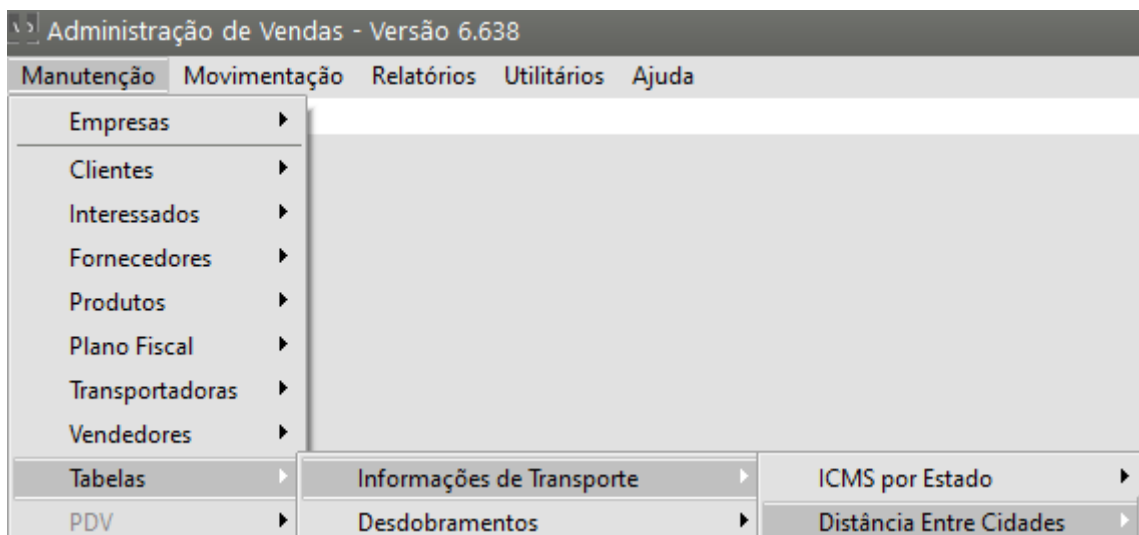 Administração de Vendas - Versão 6.638
Manutenção Movimentação Relatórios Utilitários Ajuda
Empresas
Clientes
Interessados
Fornecedores
Produtos
Plano Fiscal
Transportadoras
Vendedores
Tabelas Informações de Transporte ICMS por Estado
PDV Desdobramentos Distância Entre Cidades